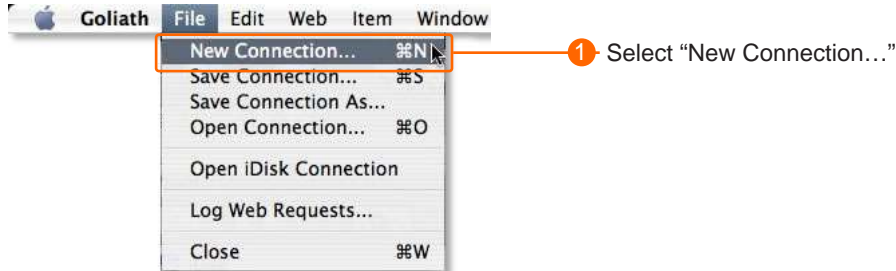 Goliath File Edit Web Item Window
New Connection... ⌘N
1 Select “New Connection…”
Save Connection... ⌘S
Save Connection As...
Open Connection... ⌘O
Open iDisk Connection
Log Web Requests...
Close ⌘W